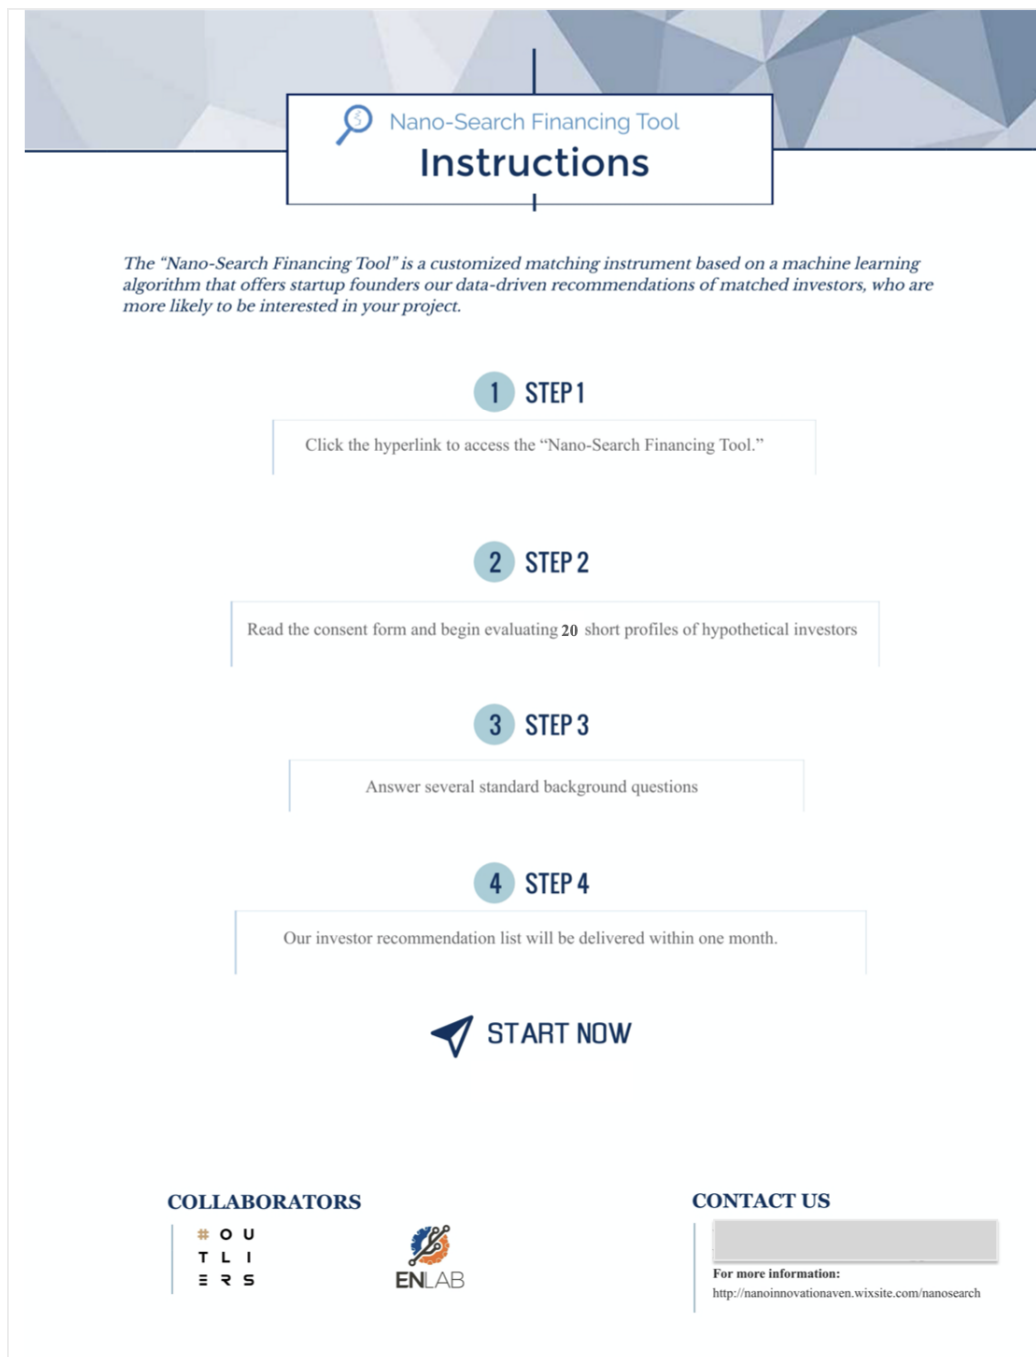 Nano-Search Financing Tool
Instructions
The “Nano-Search Financing Tool” is a customized matching instrument based on a machine learning
algorithm that offers startup founders our data-driven recommendations of matched investors, who are
more likely to be interested in your project.
1 STEP 1
Click the hyperlink to access the “Nano-Search Financing Tool.”
2 STEP 2
Read the consent form and begin evaluating 20 short profiles of hypothetical investors
3 STEP 3
Answer several standard background questions
4 STEP 4
Our investor recommendation list will be delivered within one month.
START NOW
COLLABORATORS
# O U
T L I
E R S
ENLAB
CONTACT US
For more information:
http://nanoinnovationaven.wixsite.com/nanosearch